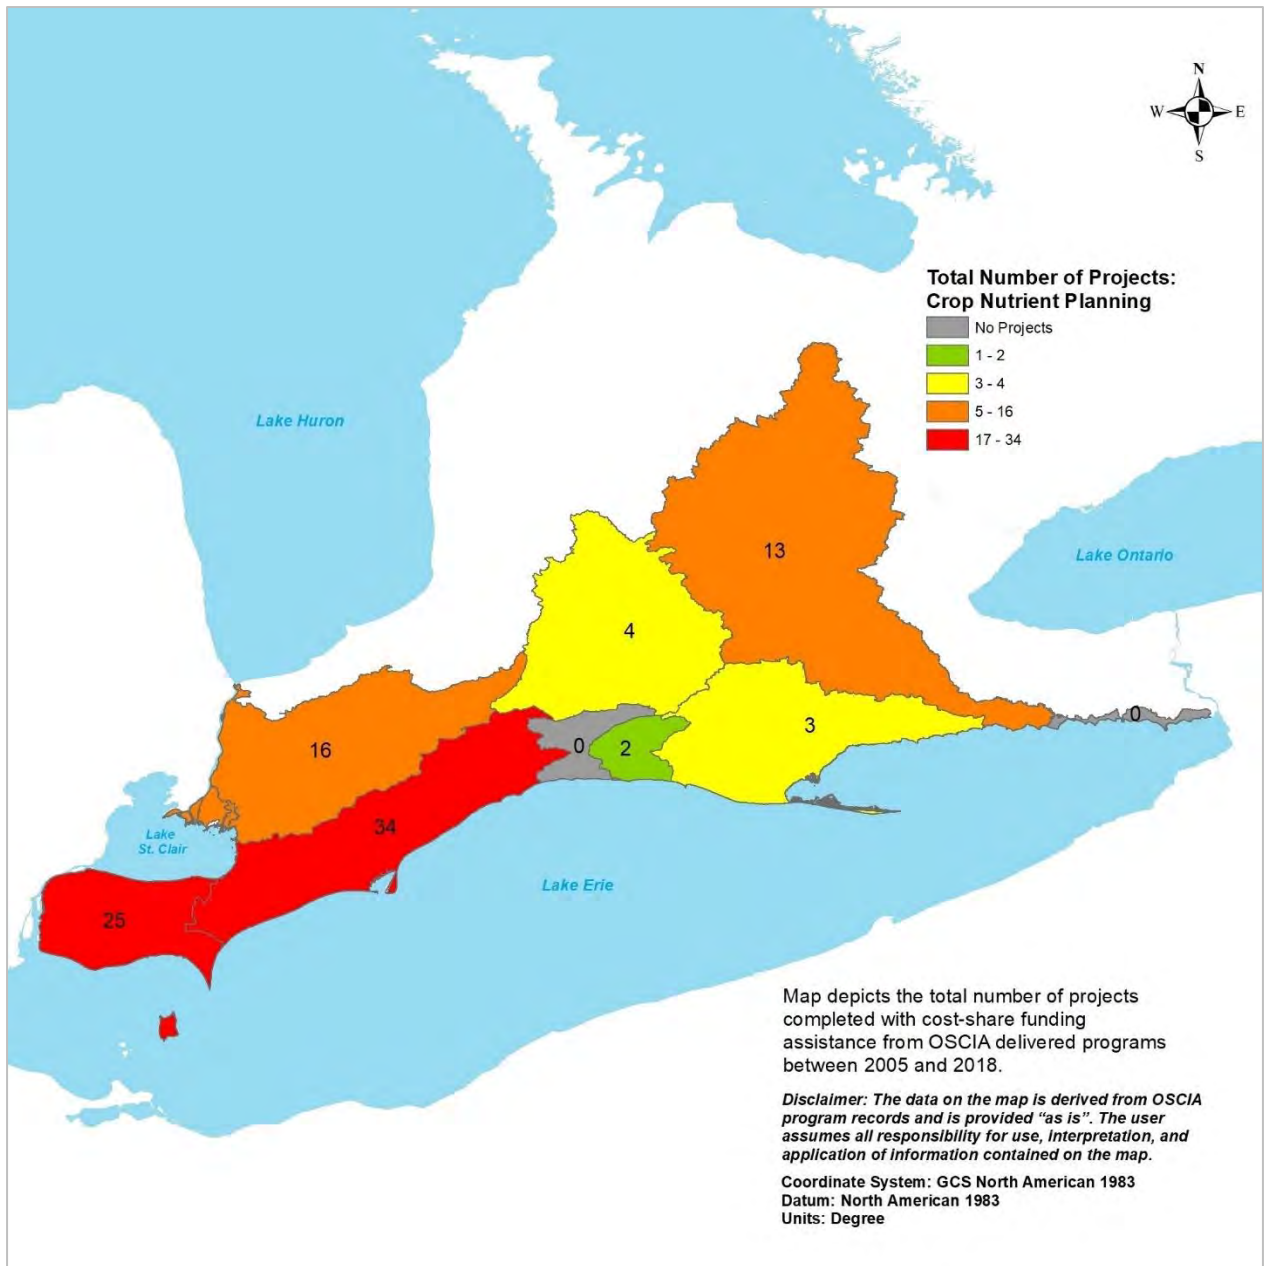 N
W E
S
Total Number of Projects:
Crop Nutrient Planning
No Projects
1 - 2
3 - 4
5 - 16
17 - 34
Lake Huron
13
Lake Ontario
4
0
3
16
0
2
34
Lake
St. Clair
Lake Erie
25
Map depicts the total number of projects
completed with cost-share funding
assistance from OSCIA delivered programs
between 2005 and 2018.
Disclaimer: The data on the map is derived from OSCIA
program records and is provided “as is”. The user
assumes all responsibility for use, interpretation, and
application of information contained on the map.
Coordinate System: GCS North American 1983
Datum: North American 1983
Units: Degree